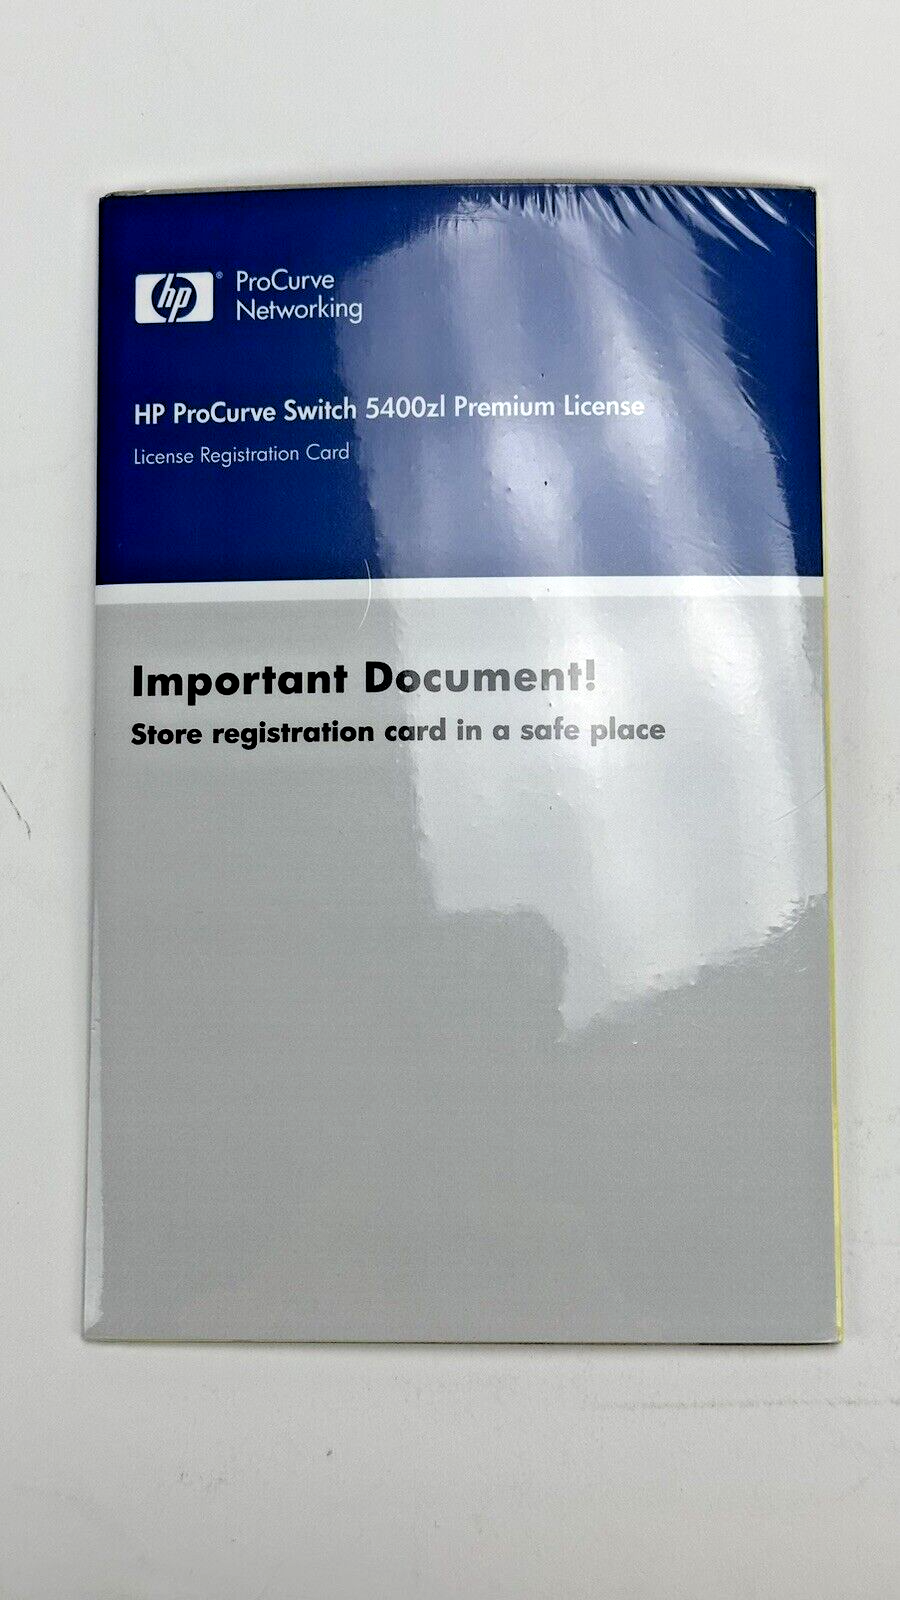 hp®
ProCurve
Networking
HP ProCurve Switch 5400zl Premium License
License Registration Card
Important Document!
Store registration card in a safe place